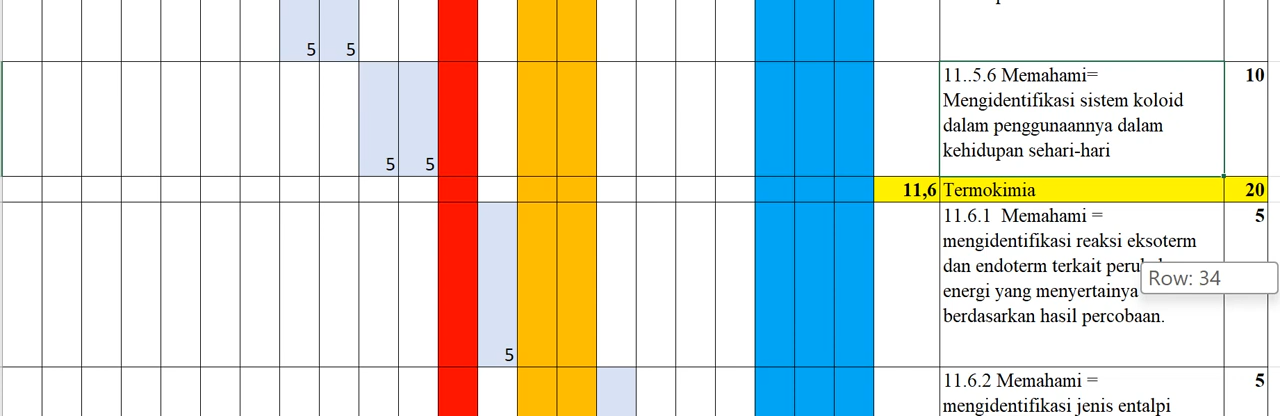 5 5
11..5.6 Memahami= 10
Mengidentifikasi sistem koloid
dalam penggunaannya dalam
kehidupan sehari-hari
5 5
11,6 Termokimia 20
11.6.1 Memahami = 5
mengidentifikasi reaksi eksoterm
dan endoterm terkait
Row: 34
energi yang menyertainya
berdasarkan hasil percobaan.
5
11.6.2 Memahami = 5
mengidentifikasi jenis entalpi